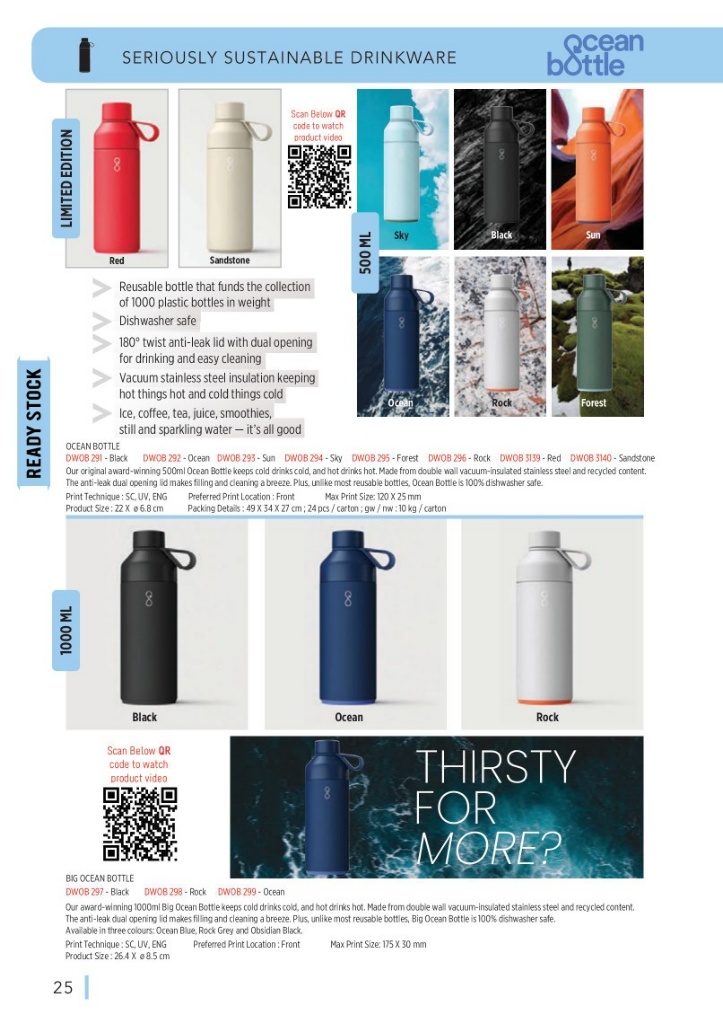 SERIOUSLY SUSTAINABLE DRINKWARE
ocean
bottle
LIMITED EDITION
Red
Sandstone
Scan Below QR
code to watch
product video
500 ML
Sky
Black
Sun
Ocean
Rock
Forest
Reusable bottle that funds the collection
of 1000 plastic bottles in weight
Dishwasher safe
180° twist anti-leak lid with dual opening
for drinking and easy cleaning
Vacuum stainless steel insulation keeping
hot things hot and cold things cold
Ice, coffee, tea, juice, smoothies,
still and sparkling water — it's all good
READY STOCK
OCEAN BOTTLE
DWOB 291 - Black DWOB 292 - Ocean DWOB 293 - Sun DWOB 294 - Sky DWOB 295 - Forest DWOB 296 - Rock DWOB 3139 - Red DWOB 3140 - Sandstone
Our original award-winning 500ml Ocean Bottle keeps cold drinks cold, and hot drinks hot. Made from double wall vacuum-insulated stainless steel and recycled content.
The anti-leak dual opening lid makes filling and cleaning a breeze. Plus, unlike most reusable bottles, Ocean Bottle is 100% dishwasher safe.
Print Technique : SC, UV, ENG Preferred Print Location : Front Max Print Size: 120 X 25 mm
Product Size : 22 X ø 6.8 cm Packing Details : 49 X 34 X 27 cm ; 24 pcs / carton ; gw / nw : 10 kg / carton
1000 ML
Black
Ocean
Rock
Scan Below QR
code to watch
product video
THIRSTY
FOR
MORE?
BIG OCEAN BOTTLE
DWOB 297 - Black DWOB 298 - Rock DWOB 299 - Ocean
Our award-winning 1000ml Big Ocean Bottle keeps cold drinks cold, and hot drinks hot. Made from double wall vacuum-insulated stainless steel and recycled content.
The anti-leak dual opening lid makes filling and cleaning a breeze. Plus, unlike most reusable bottles, Big Ocean Bottle is 100% dishwasher safe.
Available in three colours: Ocean Blue, Rock Grey and Obsidian Black.
Print Technique : SC, UV, ENG Preferred Print Location : Front Max Print Size: 175 X 30 mm
Product Size : 26.4 X ø 8.5 cm
25